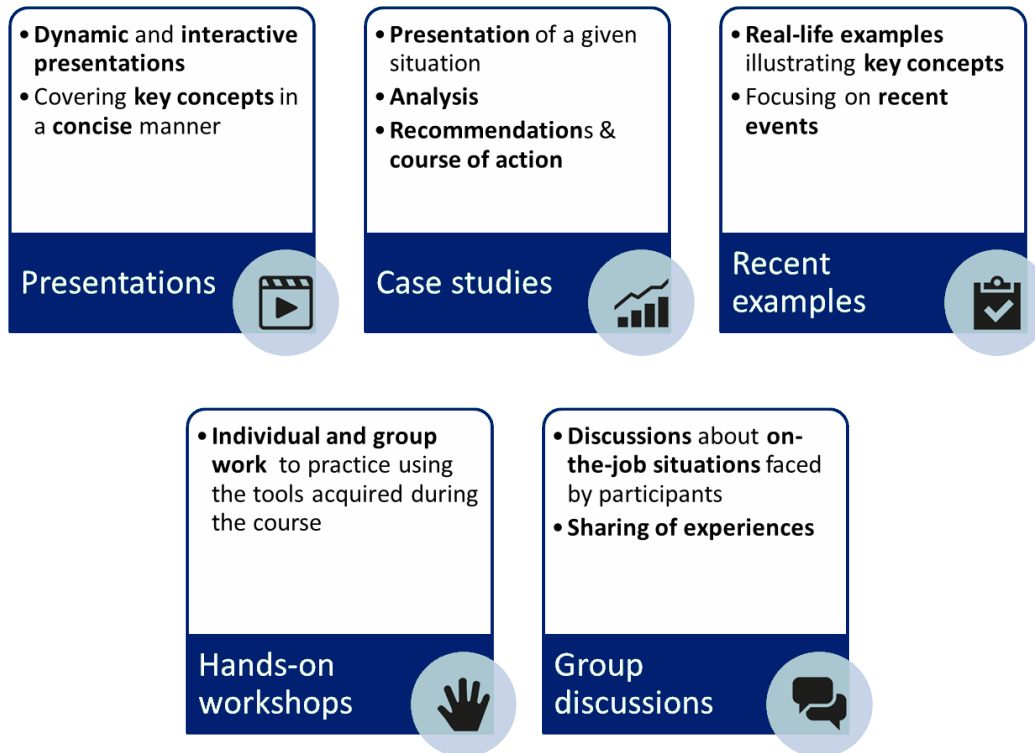 • Dynamic and interactive
presentations
• Covering key concepts in
a concise manner
Presentations
• Presentation of a given
situation
• Analysis
• Recommendations &
course of action
Case studies
• Real-life examples
illustrating key concepts
• Focusing on recent
events
Recent
examples
• Individual and group
work to practice using
the tools acquired during
the course
Hands-on
workshops
• Discussions about on-
the-job situations faced
by participants
• Sharing of experiences
Group
discussions